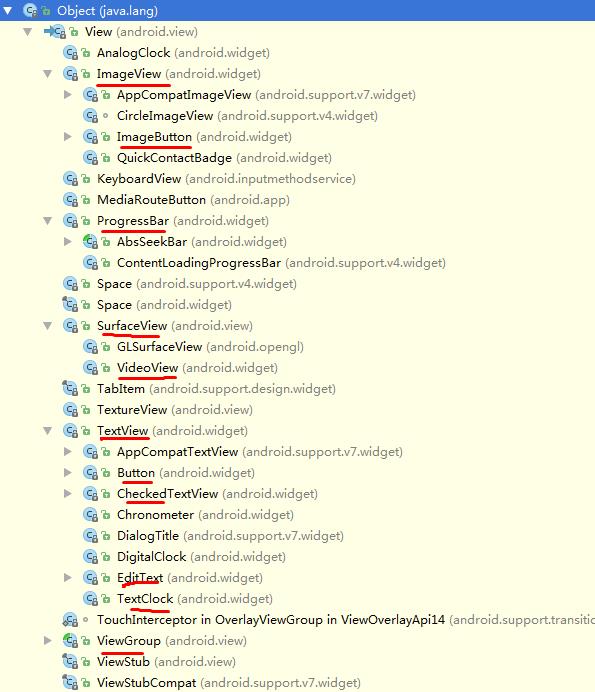 Object (java.lang)
View (android.view)
AnalogClock (android.widget)
ImageView (android.widget)
AppCompatImageView (android.support.v7.widget)
CircleImageView (android.support.v4.widget)
ImageButton (android.widget)
QuickContactBadge (android.widget)
KeyboardView (android.inputmethodservice)
MediaRouteButton (android.app)
ProgressBar (android.widget)
AbsSeekBar (android.widget)
ContentLoadingProgressBar (android.support.v4.widget)
Space (android.support.v4.widget)
Space (android.widget)
SurfaceView (android.view)
GLSurfaceView (android.opengl)
VideoView (android.widget)
TabItem (android.support.design.widget)
TextureView (android.view)
TextView (android.widget)
AppCompatTextView (android.support.v7.widget)
Button (android.widget)
CheckedTextView (android.widget)
Chronometer (android.widget)
DialogTitle (android.support.v7.widget)
DigitalClock (android.widget)
EditText (android.widget)
TextClock (android.widget)
TouchInterceptor in OverlayViewGroup in ViewOverlayApi14 (android.support.transitic
ViewGroup (android.view)
ViewStub (android.view)
ViewStubCompat (android.support.v7.widget)